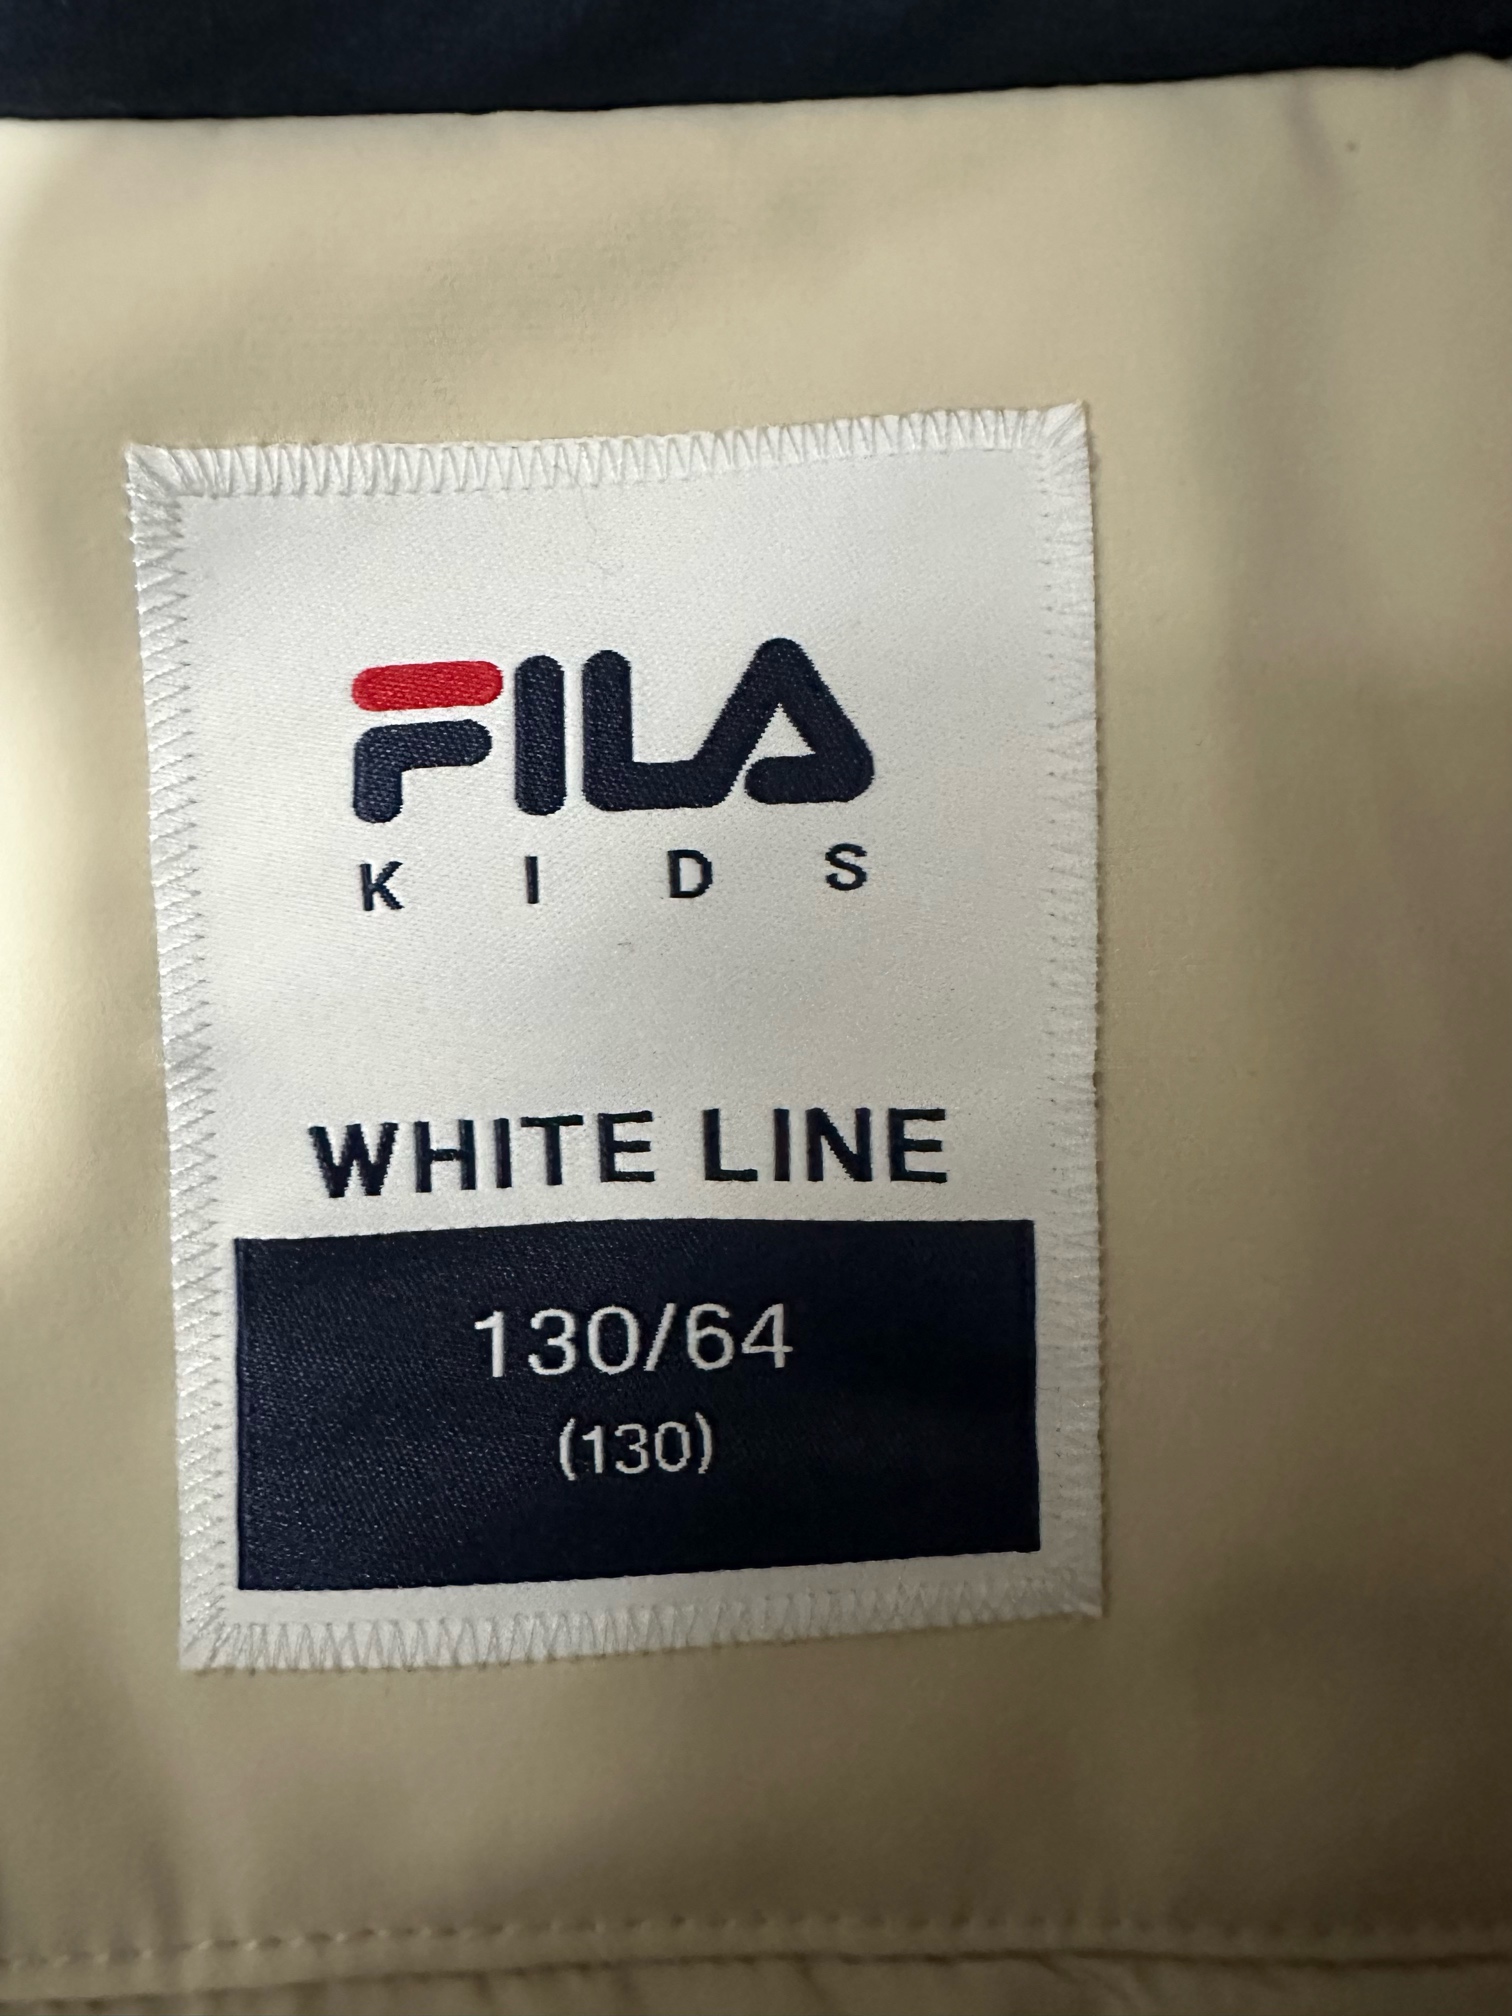 FILA
KIDS
WHITE LINE
130/64
(130)